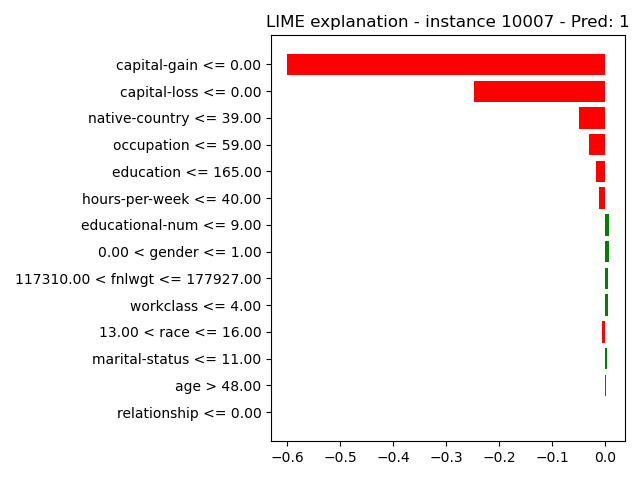 LIME explanation - instance 10007 - Pred: 1
capital-gain <= 0.00
capital-loss <= 0.00
native-country <= 39.00
occupation <= 59.00
education <= 165.00
hours-per-week <= 40.00
educational-num <= 9.00
0.00 < gender <= 1.00
117310.00 < fnlwgt <= 177927.00
workclass <= 4.00
13.00 < race <= 16.00
marital-status <= 11.00
age > 48.00
relationship <= 0.00
−0.6 −0.5 −0.4 −0.3 −0.2 −0.1 0.0